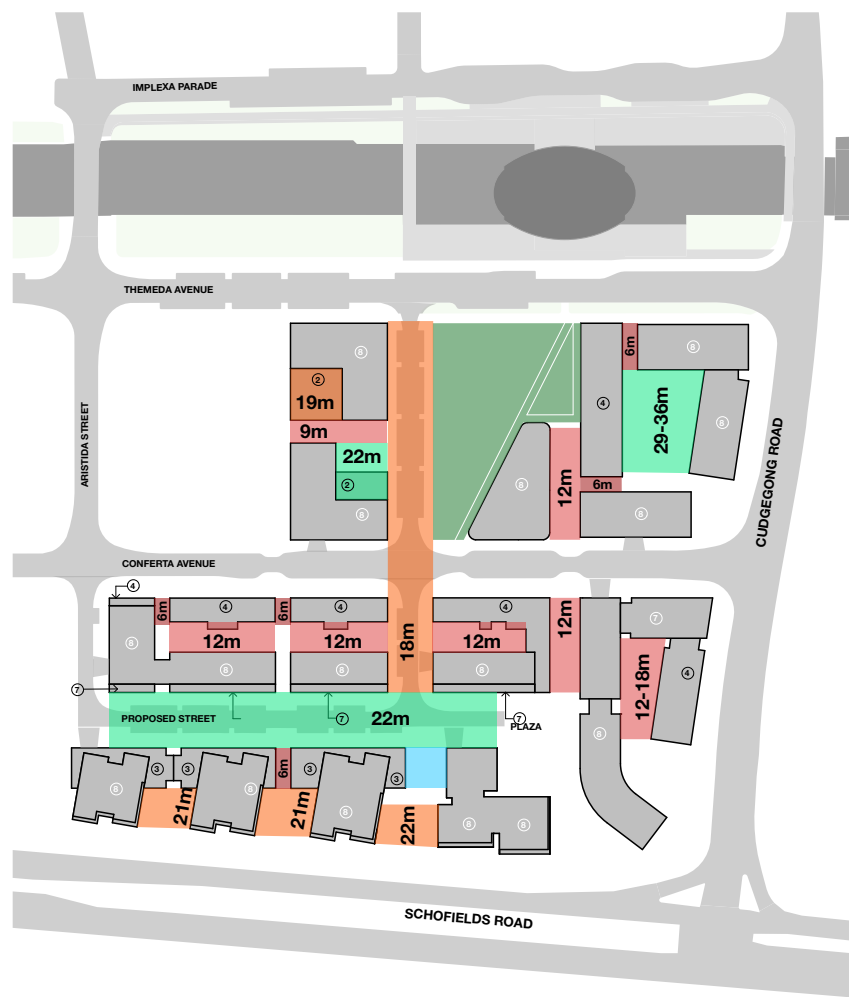 IMPLEXA PARADE
THEMEDA AVENUE
ARISTIDA STREET
CUDGEGONG ROAD
8
2
19m
9m
22m
2
8
6m
8
4
29-36m
8
8
12m
6m
8
CONFERTA AVENUE
4
6m
4
6m
4
4
12m
7
8
12m
12m
18m
12m
12-18m
4
8
8
8
7
PROPOSED STREET
7
22m
7
PLAZA
8
3
3
6m
3
3
8
8
21m
21m
8
22m
8
8
SCHOFIELDS ROAD